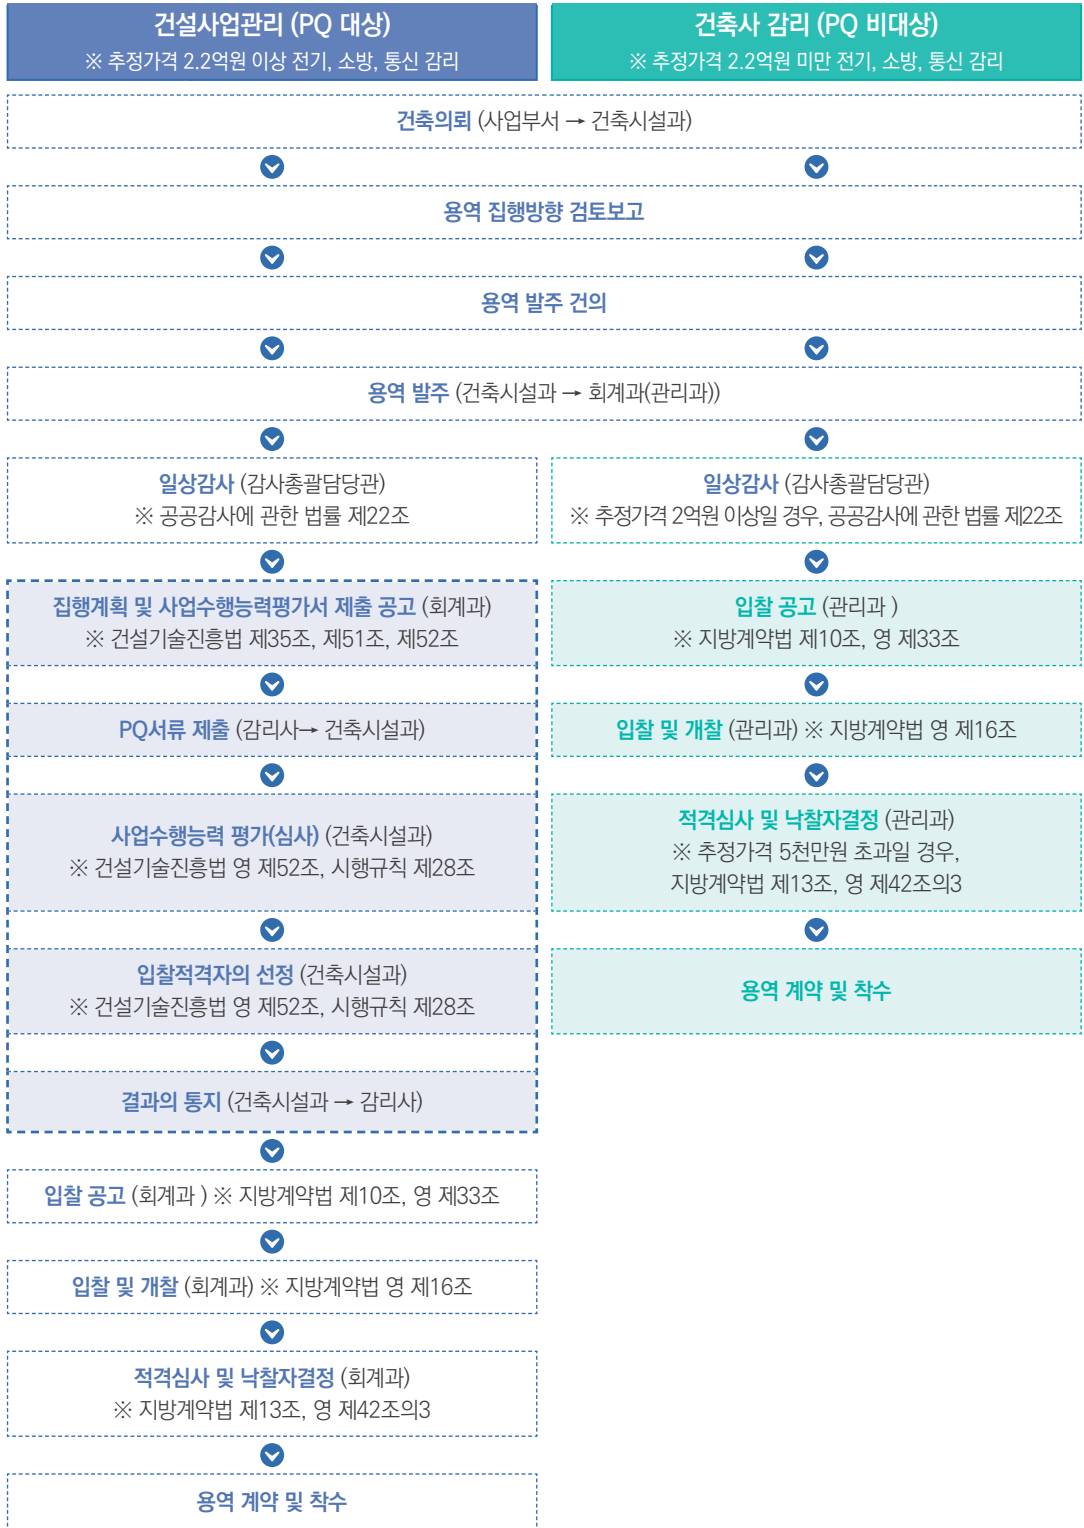 건설사업관리 (PQ 대상)
※ 추정가격 2.2억원 이상 전기, 소방, 통신 감리
건축사 감리 (PQ 비대상)
※ 추정가격 2.2억원 미만 전기, 소방, 통신 감리
건축의뢰 (사업부서 → 건축시설과)
용역 집행방향 검토보고
용역 발주 건의
용역 발주 (건축시설과 → 회계과(관리과))
일상감사 (감사총괄담당관)
※ 공공감사에 관한 법률 제22조
일상감사 (감사총괄담당관)
※ 추정가격 2억원 이상일 경우, 공공감사에 관한 법률 제22조
집행계획 및 사업수행능력평가서 제출 공고 (회계과)
※ 건설기술진흥법 제35조, 제51조, 제52조
입찰 공고 (관리과 )
※ 지방계약법 제10조, 영 제33조
PQ서류 제출 (감리사→ 건축시설과)
입찰 및 개찰 (관리과) ※ 지방계약법 영 제16조
사업수행능력 평가(심사) (건축시설과)
※ 건설기술진흥법 영 제52조, 시행규칙 제28조
적격심사 및 낙찰자결정 (관리과)
※ 추정가격 5천만원 초과일 경우,
지방계약법 제13조, 영 제42조의3
입찰적격자의 선정 (건축시설과)
※ 건설기술진흥법 영 제52조, 시행규칙 제28조
용역 계약 및 착수
결과의 통지 (건축시설과 → 감리사)
입찰 공고 (회계과 ) ※ 지방계약법 제10조, 영 제33조
입찰 및 개찰 (회계과) ※ 지방계약법 영 제16조
적격심사 및 낙찰자결정 (회계과)
※ 지방계약법 제13조, 영 제42조의3
용역 계약 및 착수